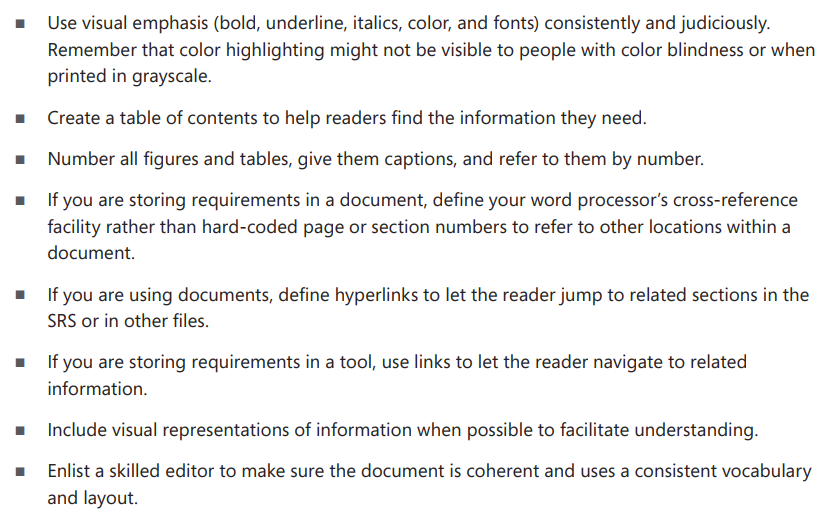 ■ Use visual emphasis (bold, underline, italics, color, and fonts) consistently and judiciously.
Remember that color highlighting might not be visible to people with color blindness or when
printed in grayscale.
■ Create a table of contents to help readers find the information they need.
■ Number all figures and tables, give them captions, and refer to them by number.
■ If you are storing requirements in a document, define your word processor’s cross-reference
facility rather than hard-coded page or section numbers to refer to other locations within a
document.
■ If you are using documents, define hyperlinks to let the reader jump to related sections in the
SRS or in other files.
■ If you are storing requirements in a tool, use links to let the reader navigate to related
information.
■ Include visual representations of information when possible to facilitate understanding.
■ Enlist a skilled editor to make sure the document is coherent and uses a consistent vocabulary
and layout.